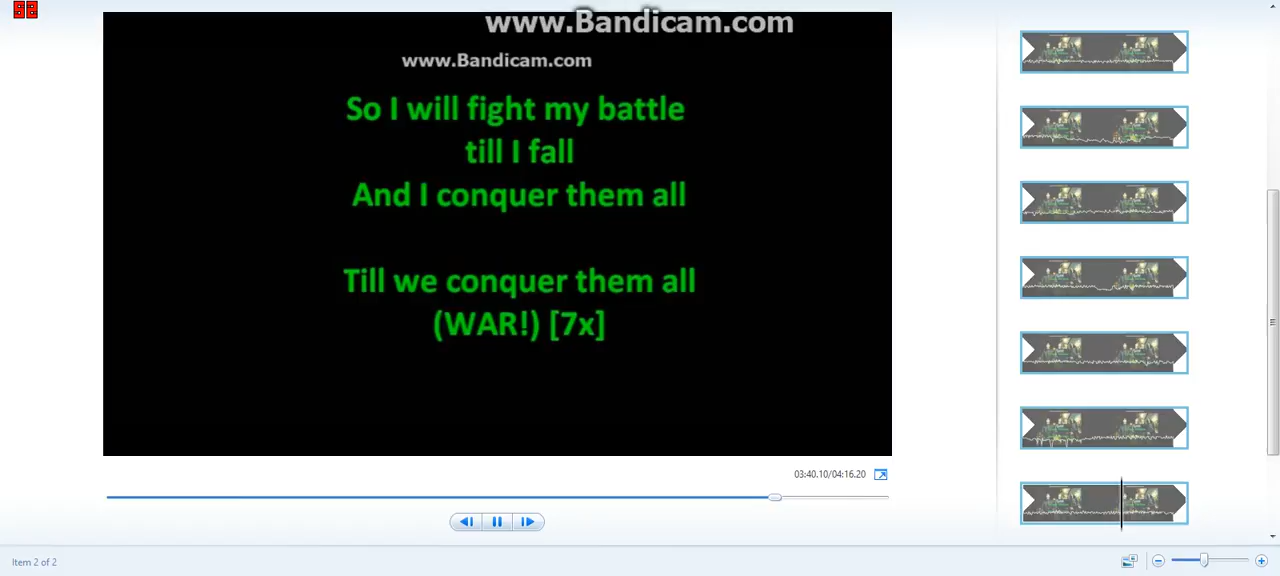 92
www.Bandicam.com
www.Bandicam.com
So I will fight my battle
till I fall
And I conquer them all
Till we conquer them all
(WAR!) [7x]
03:40.10/04:16.20
Item 2 of 2